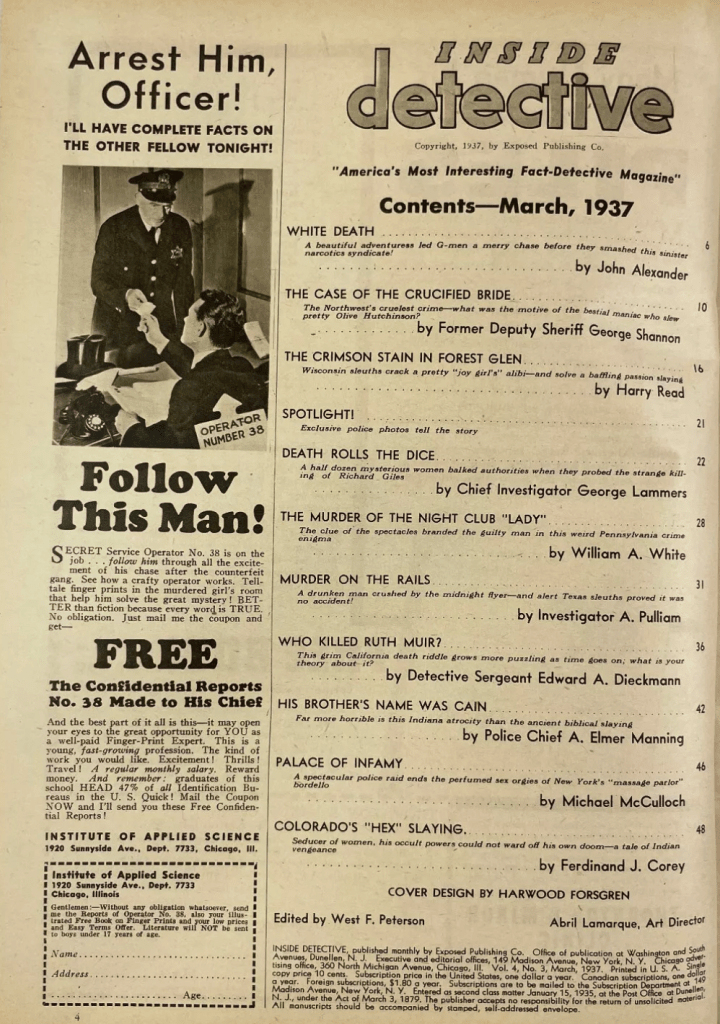 Arrest Him,
Officer!
I'LL HAVE COMPLETE FACTS ON
THE OTHER FELLOW TONIGHT!
OPERATOR
NUMBER 38
Follow
This Man!
SECRET Service Operator No. 38 is on the
job . . . follow him through all the excite-
ment of his chase after the counterfeit
gang. See how a crafty operator works. Tell-
tale finger prints in the murdered girl's room
that help him solve the great mystery! BET-
TER than fiction because every word is TRUE.
No obligation. Just mail me the coupon and
get—
FREE
The Confidential Reports
No. 38 Made to His Chief
And the best part of it all is this—it may open
your eyes to the great opportunity for YOU as
a well-paid Finger-Print Expert. This is a
young, fast-growing profession. The kind of
work you would like. Excitement! Thrills!
Travel! A regular monthly salary. Reward
money. And remember: graduates of this
school HEAD 47% of all Identification Bu-
reaus in the U. S. Quick! Mail the Coupon
NOW and I'll send you these Free Confiden-
tial Reports!
INSTITUTE OF APPLIED SCIENCE
1920 Sunnyside Ave., Dept. 7733, Chicago, Ill.
Institute of Applied Science
1920 Sunnyside Ave., Dept. 7733
Chicago, Illinois
Gentlemen:—Without any obligation whatsoever, send
me the Reports of Operator No. 38, also your illus-
trated Free Book on Finger Prints and your low prices
and Easy Terms Offer. Literature will NOT be sent
to boys under 17 years of age.
Name
Address
Age
4
INSIDE
detective
Copyright, 1937, by Exposed Publishing Co.
"America's Most Interesting Fact-Detective Magazine"
Contents—March, 1937
WHITE DEATH 6
A beautiful adventuress led G-men a merry chase before they smashed this sinister
narcotics syndicate!
by John Alexander
THE CASE OF THE CRUCIFIED BRIDE 10
The Northwest's cruelest crime—what was the motive of the bestial maniac who slew
pretty Olive Hutchinson?
by Former Deputy Sheriff George Shannon
THE CRIMSON STAIN IN FOREST GLEN 16
Wisconsin sleuths crack a pretty "joy girl's" alibi—and solve a baffling passion slaying
by Harry Read
SPOTLIGHT! 21
Exclusive police photos tell the story
DEATH ROLLS THE DICE 22
A half dozen mysterious women balked authorities when they probed the strange kill-
ing of Richard Giles
by Chief Investigator George Lammers
THE MURDER OF THE NIGHT CLUB "LADY" 28
The clue of the spectacles branded the guilty man in this weird Pennsylvania crime
enigma
by William A. White
MURDER ON THE RAILS 31
A drunken man crushed by the midnight flyer—and alert Texas sleuths proved it was
no accident!
by Investigator A. Pulliam
WHO KILLED RUTH MUIR? 36
This grim California death riddle grows more puzzling as time goes on; what is your
theory about it?
by Detective Sergeant Edward A. Dieckmann
HIS BROTHER'S NAME WAS CAIN 42
Far more horrible is this Indiana atrocity than the ancient biblical slaying
by Police Chief A. Elmer Manning
PALACE OF INFAMY 46
A spectacular police raid ends the perfumed sex orgies of New York's "massage parlor"
bordello
by Michael McCulloch
COLORADO'S "HEX" SLAYING. 48
Seducer of women, his occult powers could not ward off his own doom—a tale of Indian
vengeance
by Ferdinand J. Corey
COVER DESIGN BY HARWOOD FORSGREN
Edited by West F. Peterson Abril Lamarque, Art Director
INSIDE DETECTIVE, published monthly by Exposed Publishing Co. Office of publication at Washington and South
Avenues, Dunellen, N. J. Executive and editorial offices, 149 Madison Avenue, New York, N. Y. Chicago adver-
tising office, 360 North Michigan Avenue, Chicago, Ill. Vol. 4, No. 3, March, 1937. Printed in U. S. A. Single
copy price 10 cents. Subscription price in the United States, one dollar a year. Canadian subscriptions, one dollar
a year. Foreign subscriptions, $1.80 a year. Subscriptions are to be mailed to the Subscription Department at 149
Madison Avenue, New York, N. Y. Entered as second class matter January 15, 1935, at the Post Office at Dunellen,
N. J., under the Act of March 3, 1879. The publisher accepts no responsibility for the return of unsolicited material.
All manuscripts should be accompanied by stamped, self-addressed envelope.